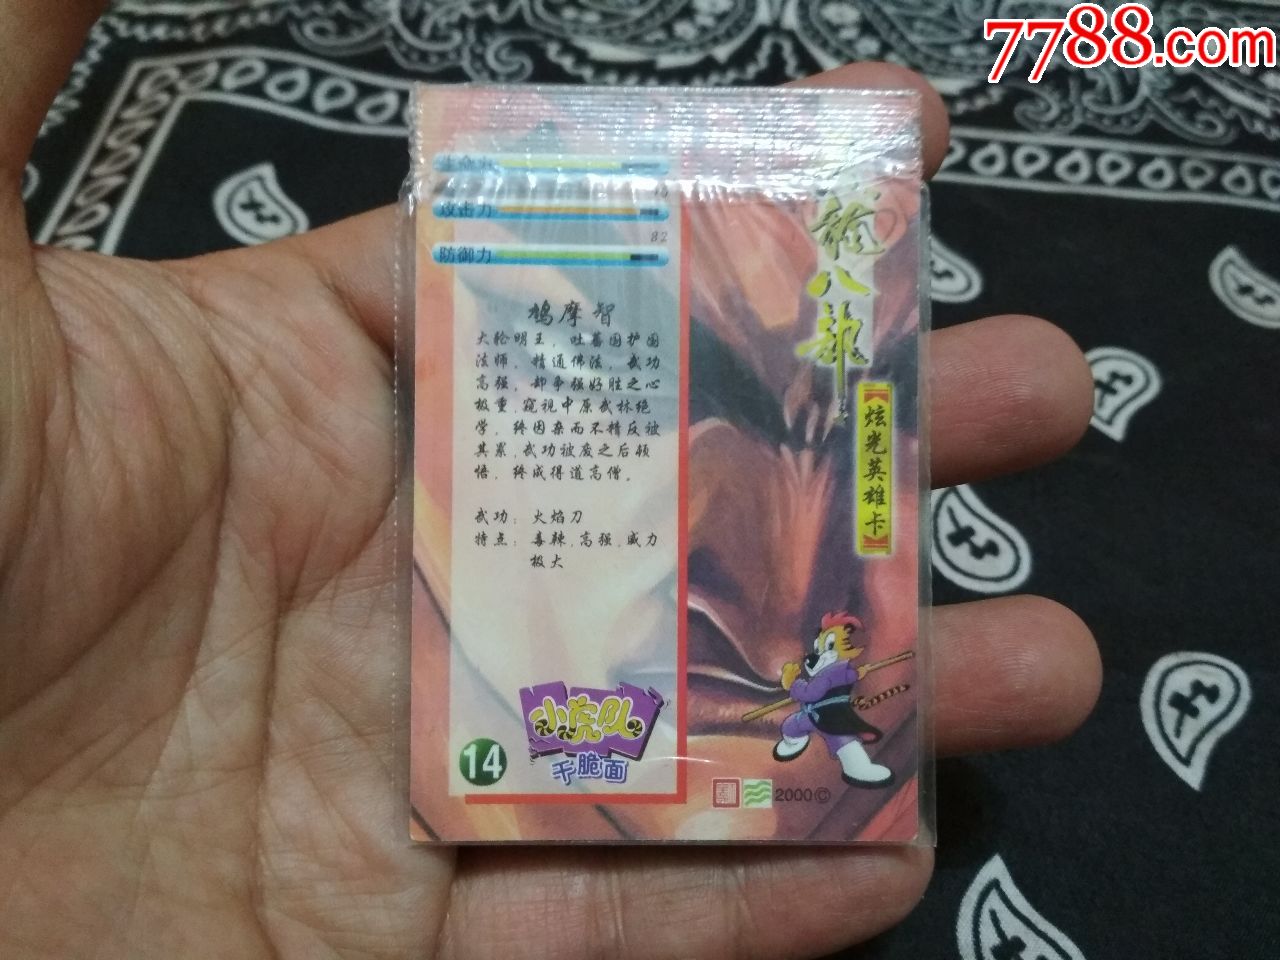 7788.com
生命力
攻击力
82
防御力
鸠摩智
大轮明王，吐蕃国护国
法师，精通佛法，武功
高强，却争强好胜之心
极重，窥视中原武林绝
学，终因杂而不精反被
其累，武功被废之后领
悟，终成得道高僧。
武功：火焰刀
特点：毒辣，高强，威力
极大
龍八部
炫光英雄卡
小虎队
干脆面
14
2000©